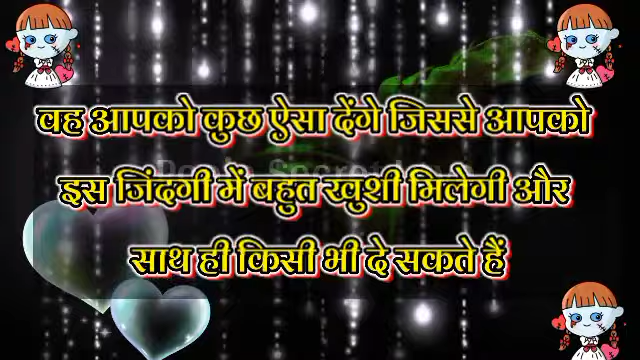 वह आपको कुछ ऐसा देंगे जिससे आपको
इस जिंदगी में बहुत खुशी मिलेगी और
साथ ही किसी भी दे सकते हैं